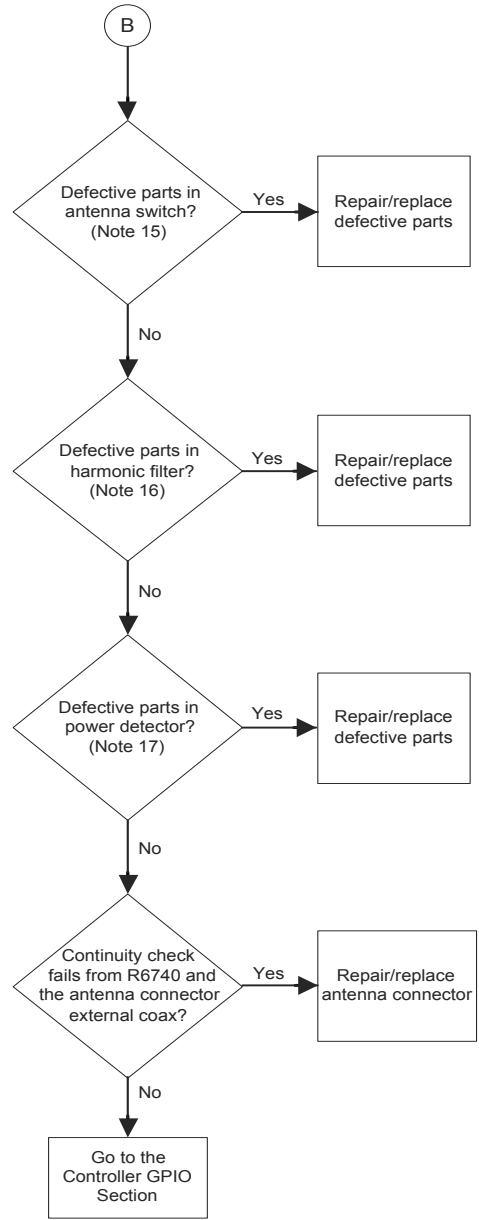 B
Defective parts in
antenna switch?
(Note 15)
Yes
Repair/replace
defective parts
No
Defective parts in
harmonic filter?
(Note 16)
Yes
Repair/replace
defective parts
No
Defective parts in
power detector?
(Note 17)
Yes
Repair/replace
defective parts
No
Continuity check
fails from R6740 and
the antenna connector
external coax?
Yes
Repair/replace
antenna connector
No
Go to the
Controller GPIO
Section